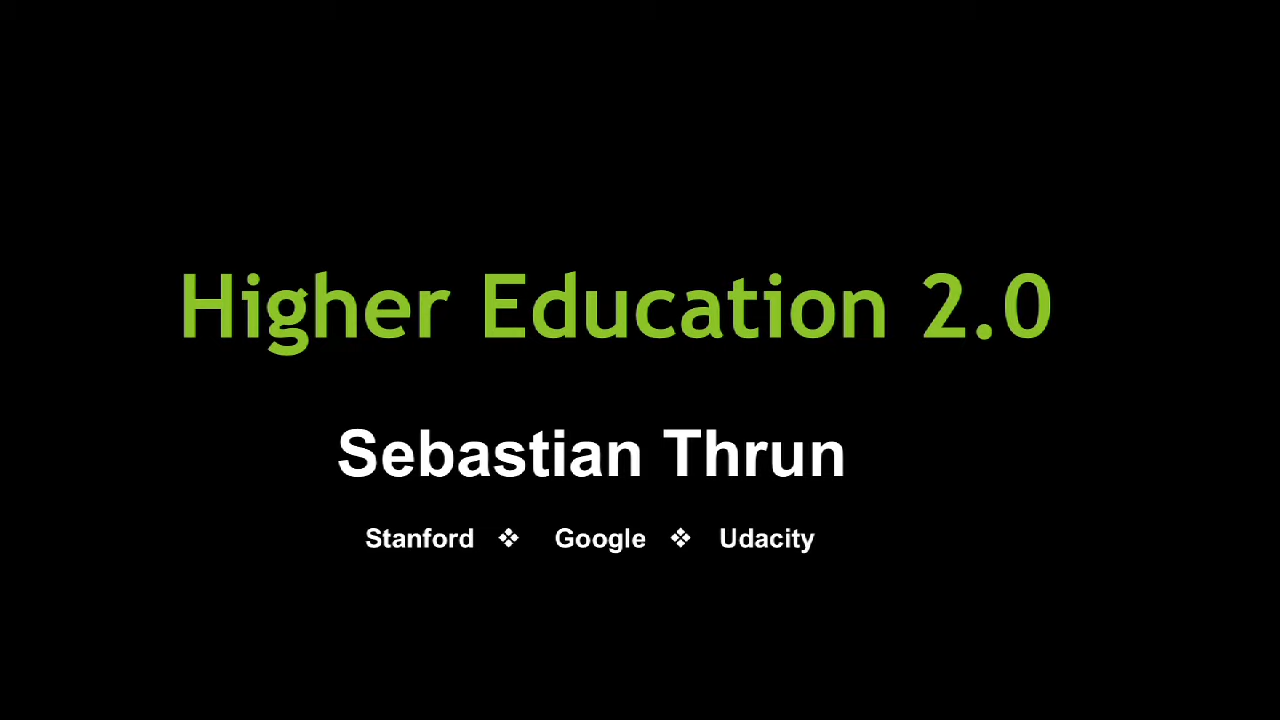 Higher Education 2.0
Sebastian Thrun
Stanford ❖ Google ❖ Udacity